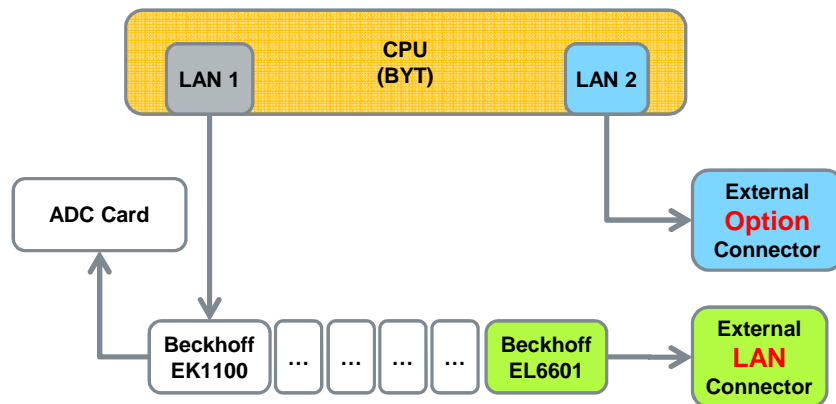 CPU
(BYT)
LAN 1
LAN 2
ADC Card
External
Option
Connector
Beckhoff
EK1100
...
...
...
...
Beckhoff
EL6601
External
LAN
Connector